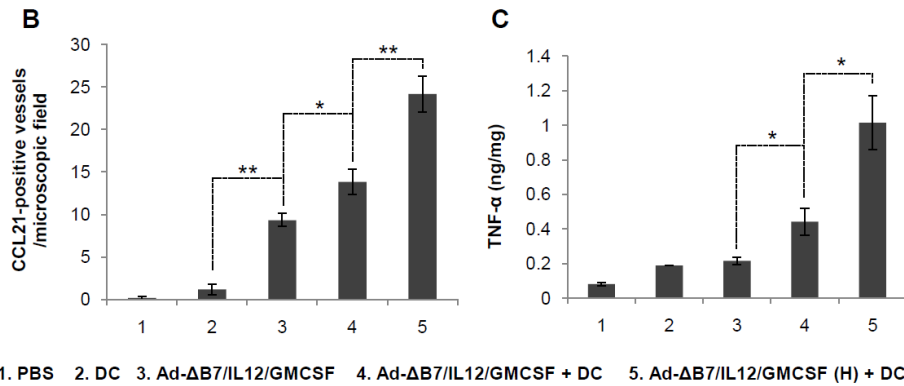 B
CCL21-positive vessels
/microscopic field
30
25
20
15
10
5
0
**
*
**
1 2 3 4 5
C
TNF-α (ng/mg)
1.4
1.2
1
0.8
0.6
0.4
0.2
0
*
*
1 2 3 4 5
1. PBS 2. DC 3. Ad-ΔB7/IL12/GMCSF 4. Ad-ΔB7/IL12/GMCSF + DC 5. Ad-ΔB7/IL12/GMCSF (H) + DC